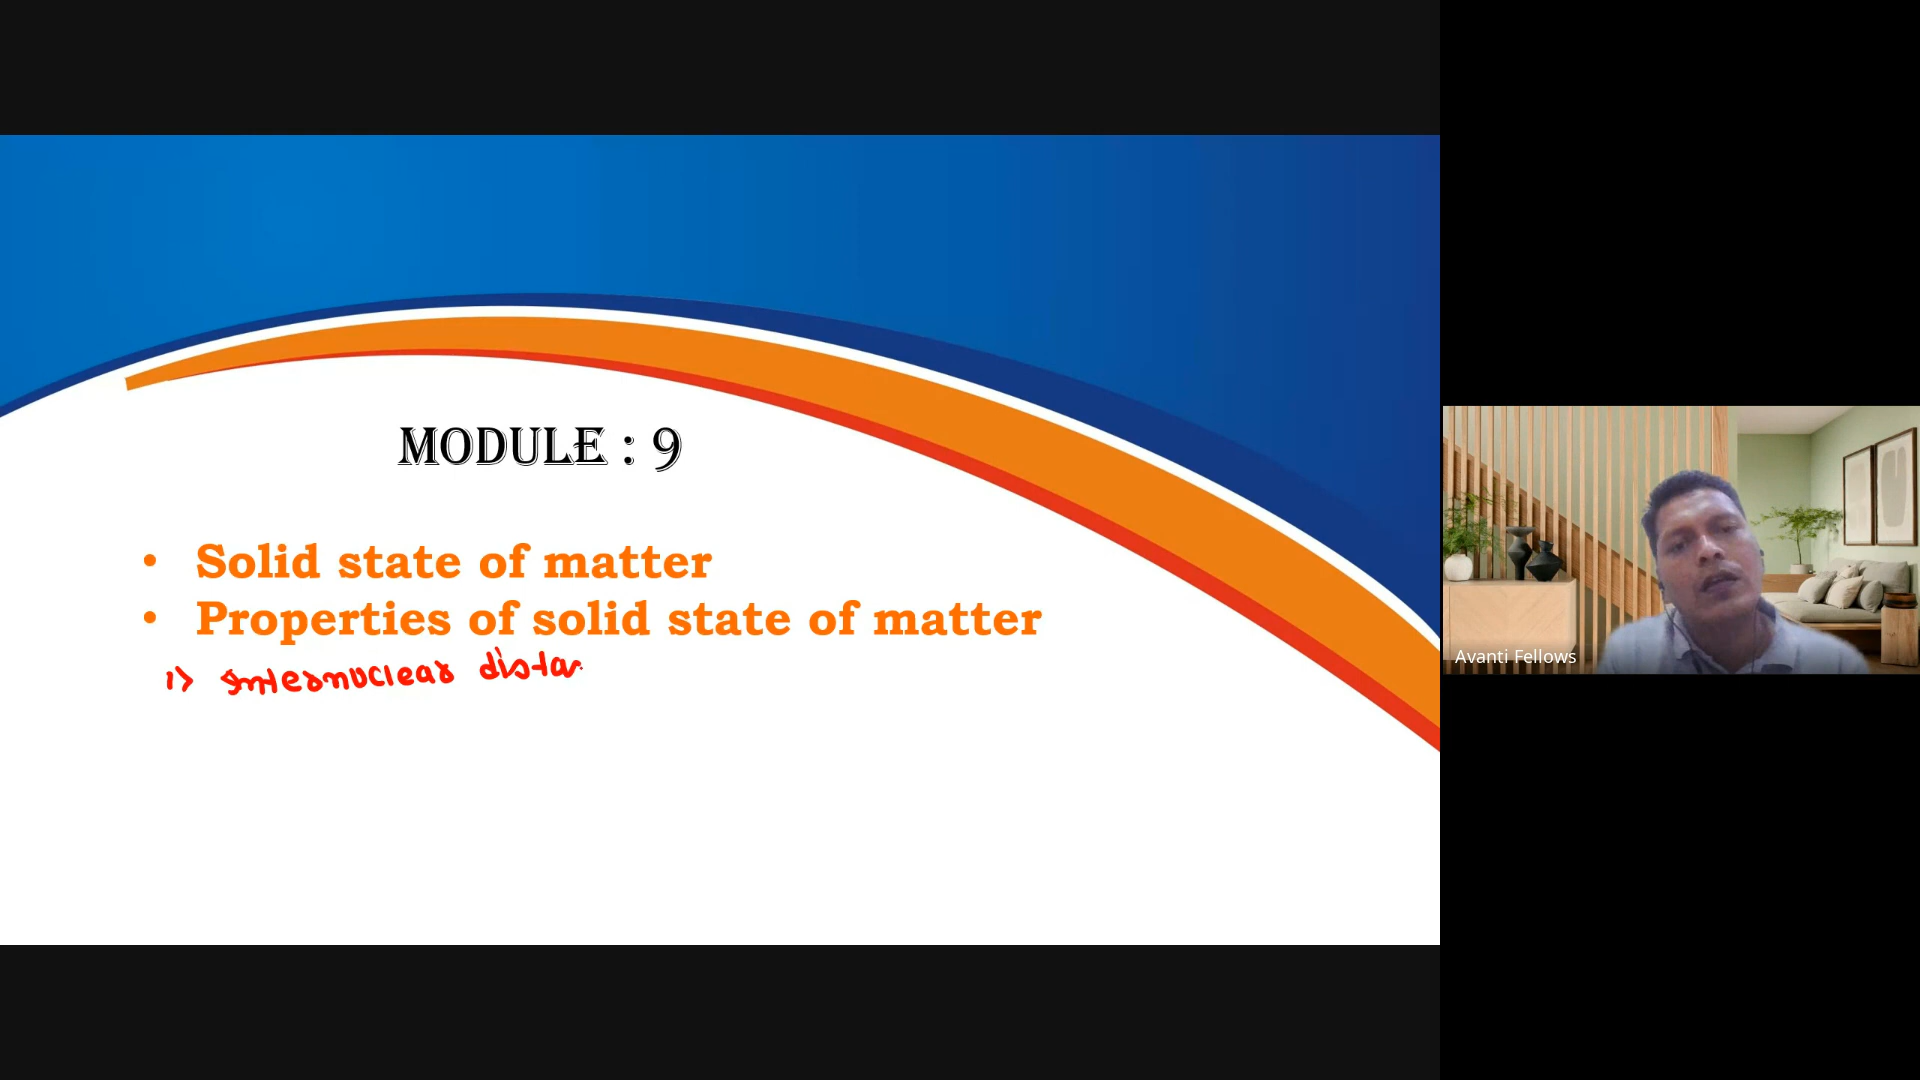 MODULE : 9
• Solid state of matter
• Properties of solid state of matter
1> Internuclear distan
Avanti Fellows